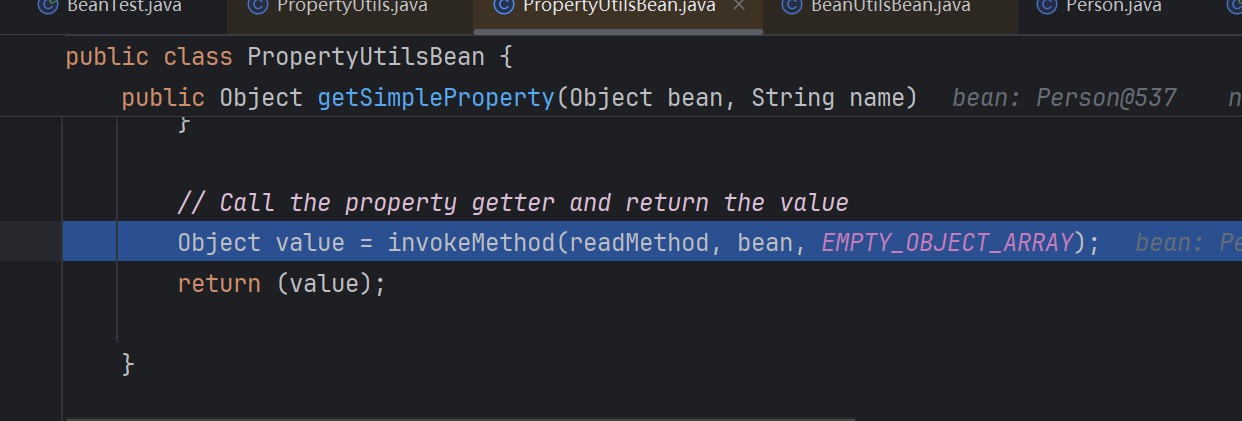 BeanTest.java PropertyUtils.java PropertyUtilsBean.java BeanUtilsBean.java Person.java
public class PropertyUtilsBean {
public Object getSimpleProperty(Object bean, String name) bean: Person@537
}
// Call the property getter and return the value
Object value = invokeMethod(readMethod, bean, EMPTY_OBJECT_ARRAY); bean:
return (value);
}